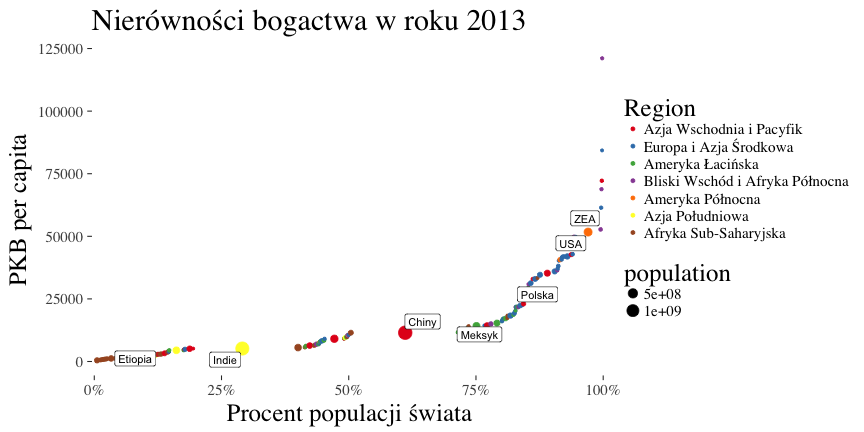 Nierówności bogactwa w roku 2013
PKB per capita
125000
100000
75000
50000
25000
0
0%
25%
50%
75%
100%
Procent populacji świata
Etiopia
Indie
Chiny
Meksyk
Polska
USA
ZEA
Region
Azja Wschodnia i Pacyfik
Europa i Azja Środkowa
Ameryka Łacińska
Bliski Wschód i Afryka Północna
Ameryka Północna
Azja Południowa
Afryka Sub-Saharyjska
population
5e+08
1e+09